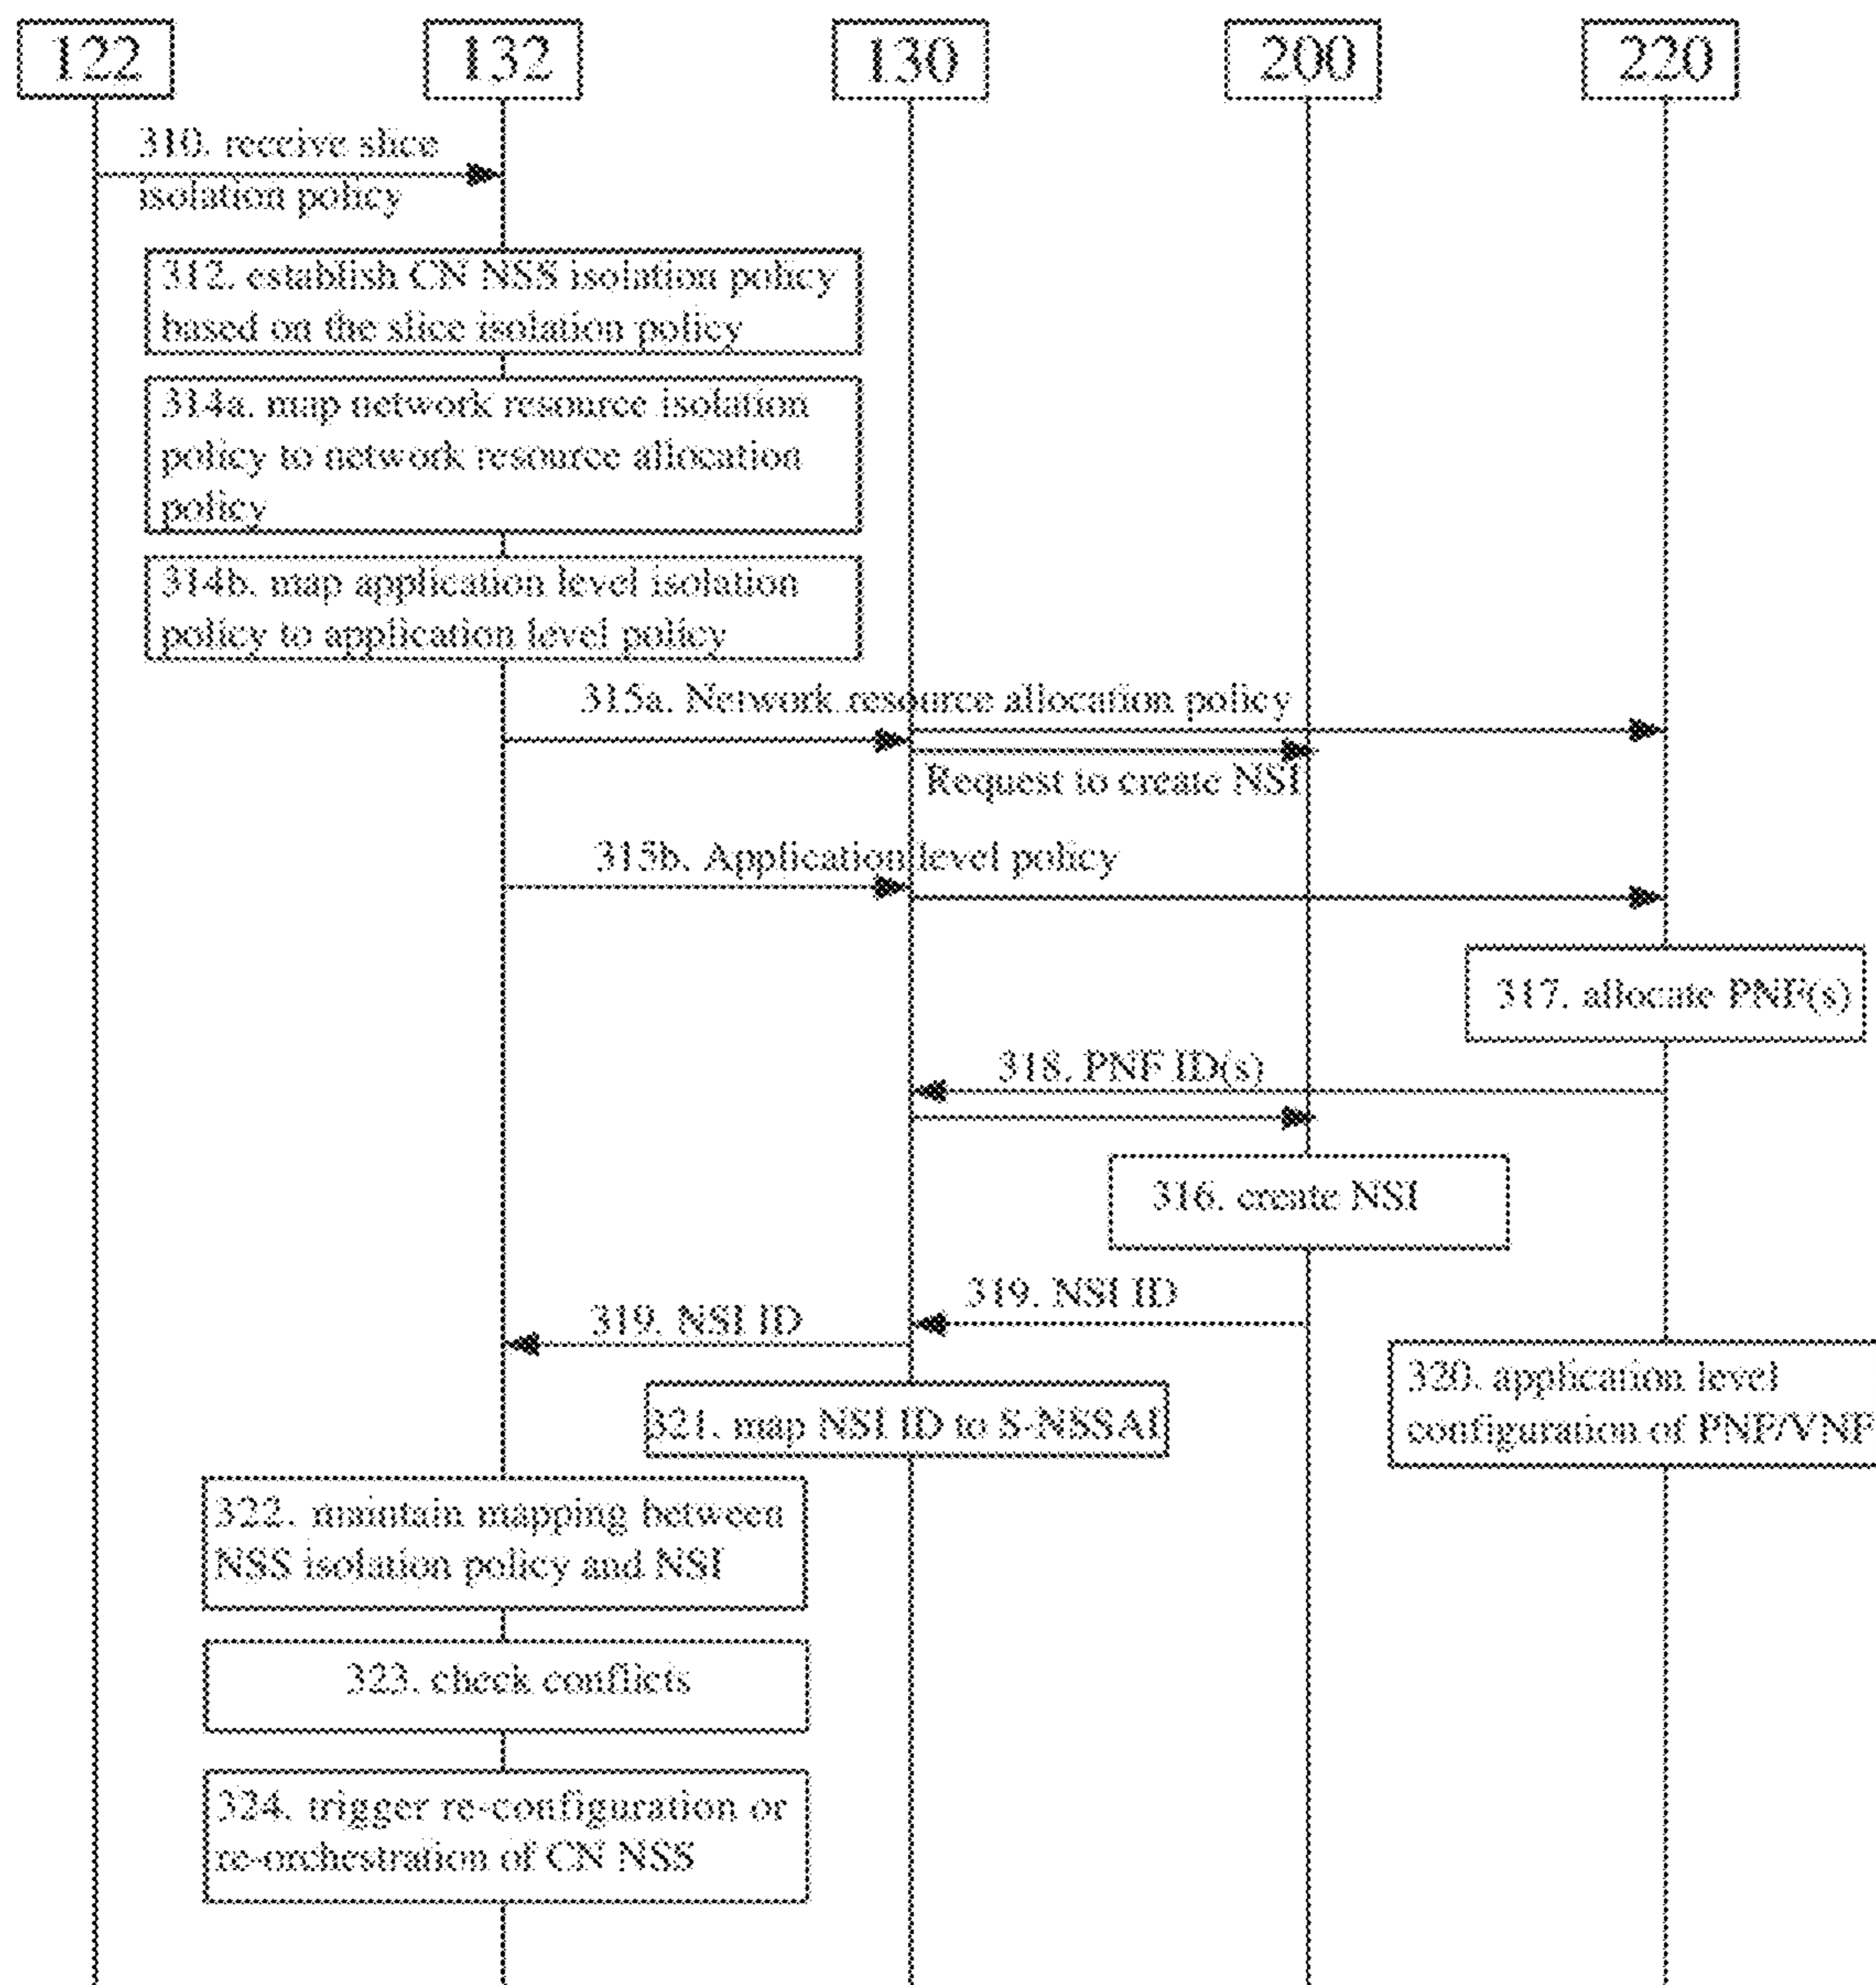 122
132
130
200
220
310. receive slice
isolation policy
312. establish CN NSS isolation policy
based on the slice isolation policy
314a. map network resource isolation
policy to network resource allocation
policy
314b. map application level isolation
policy to application level policy
315a. Network resource allocation policy
Request to create NSI
315b. Application level policy
317. allocate PNF(s)
318. PNF ID(s)
316. create NSI
319. NSI ID
319. NSI ID
320. application level
configuration of PNF/VNF
321. map NSI ID to S-NSSAI
322. maintain mapping between
NSS isolation policy and NSI
323. check conflicts
324. trigger re-configuration or
re-orchestration of CN NSS